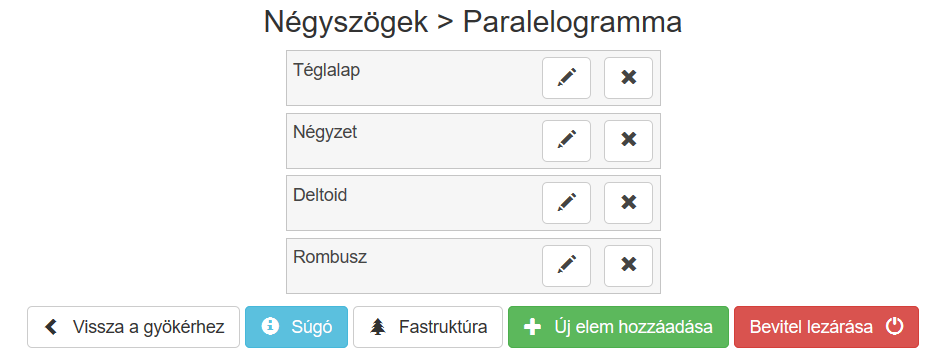 Négyszögek > Paralelogramma
Téglalap
Négyzet
Deltoid
Rombusz
Vissza a gyökérhez Súgó Fastruktúra Új elem hozzáadása Bevitel lezárása